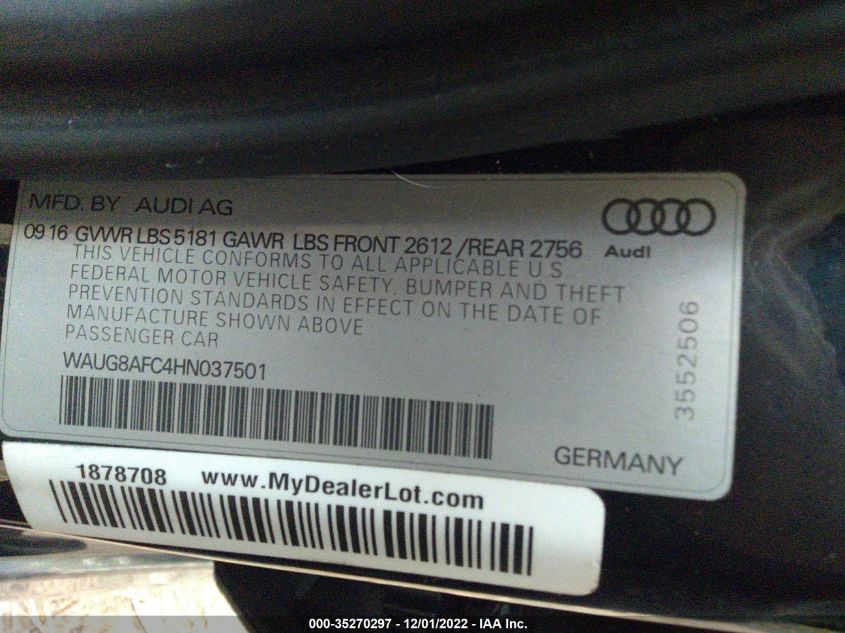 MFD. BY AUDI AG
Audi
09 16 GVWR LBS 5181 GAWR LBS FRONT 2612 /REAR 2756
THIS VEHICLE CONFORMS TO ALL APPLICABLE U S.
FEDERAL MOTOR VEHICLE SAFETY, BUMPER AND THEFT
PREVENTION STANDARDS IN EFFECT ON THE DATE OF
MANUFACTURE SHOWN ABOVE
PASSENGER CAR
WAUG8AFC4HN037501
3552506
GERMANY
1878708 www.MyDealerLot.com
000-35270297 - 12/01/2022 - IAA Inc.